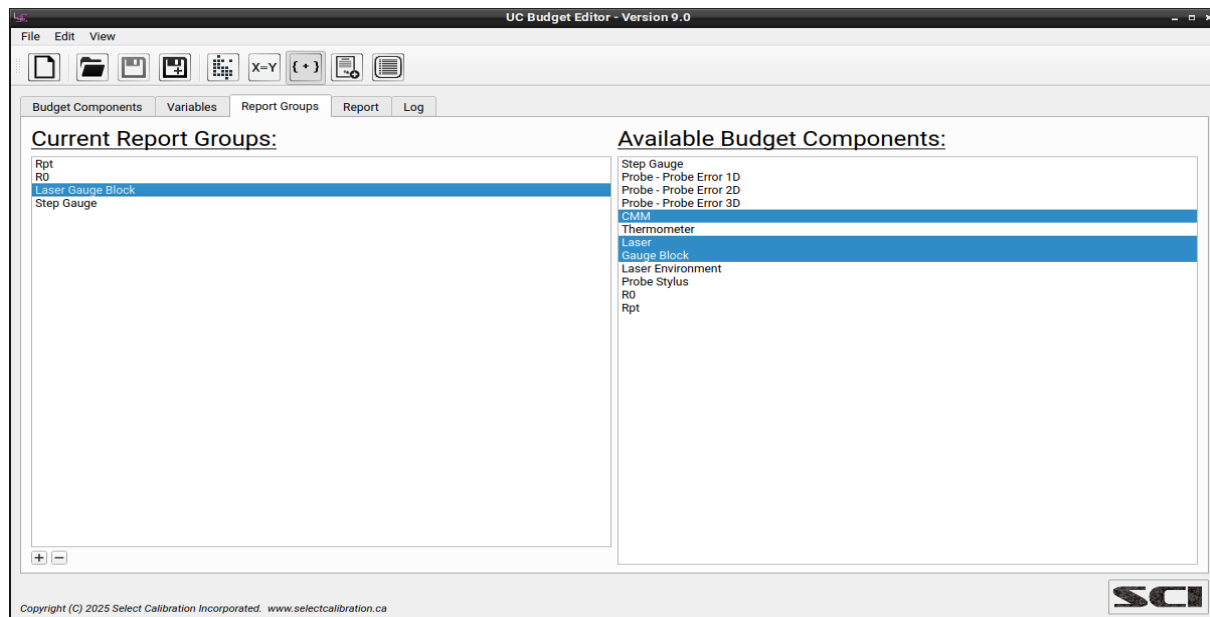 UC Budget Editor - Version 9.0
File Edit View
X=Y {+}
Budget Components Variables Report Groups Report Log
Current Report Groups:
Rpt
R0
Laser Gauge Block
Step Gauge
Available Budget Components:
Step Gauge
Probe - Probe Error 1D
Probe - Probe Error 2D
Probe - Probe Error 3D
CMM
Thermometer
Laser
Gauge Block
Laser Environment
Probe Stylus
R0
Rpt
Copyright (C) 2025 Select Calibration Incorporated. www.selectcalibration.ca
SCI